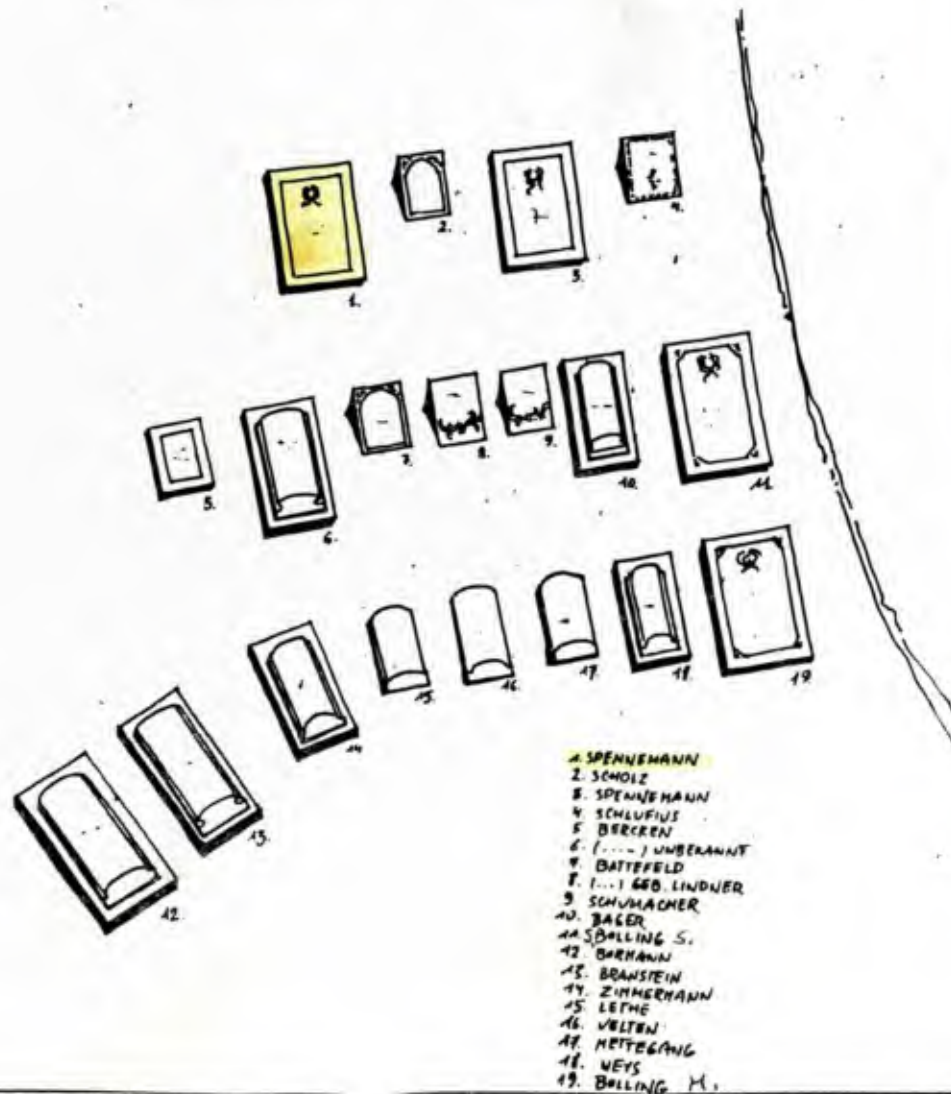 1.
2.
3.
4.
5.
6.
7.
8.
9.
10.
11.
12.
13.
14
15.
16.
17.
18.
19.
1. SPENNEMANN
2. SCHOLZ
3. SPENNEMANN
4. SCHLUFIUS
5 BERCKEN
6. (....-) UNBEKANNT
7. BATTEFELD
8. (...) GEB. LINDNER
9 SCHUMACHER
10. BAGER
11. BOLLING S.
12. BORMANN
13. BRANSTEIN
14. ZIMMERMANN
15. LETHE
16. VELTEN
17. METTEGANG
18. WEYS
19. BOLLING H.